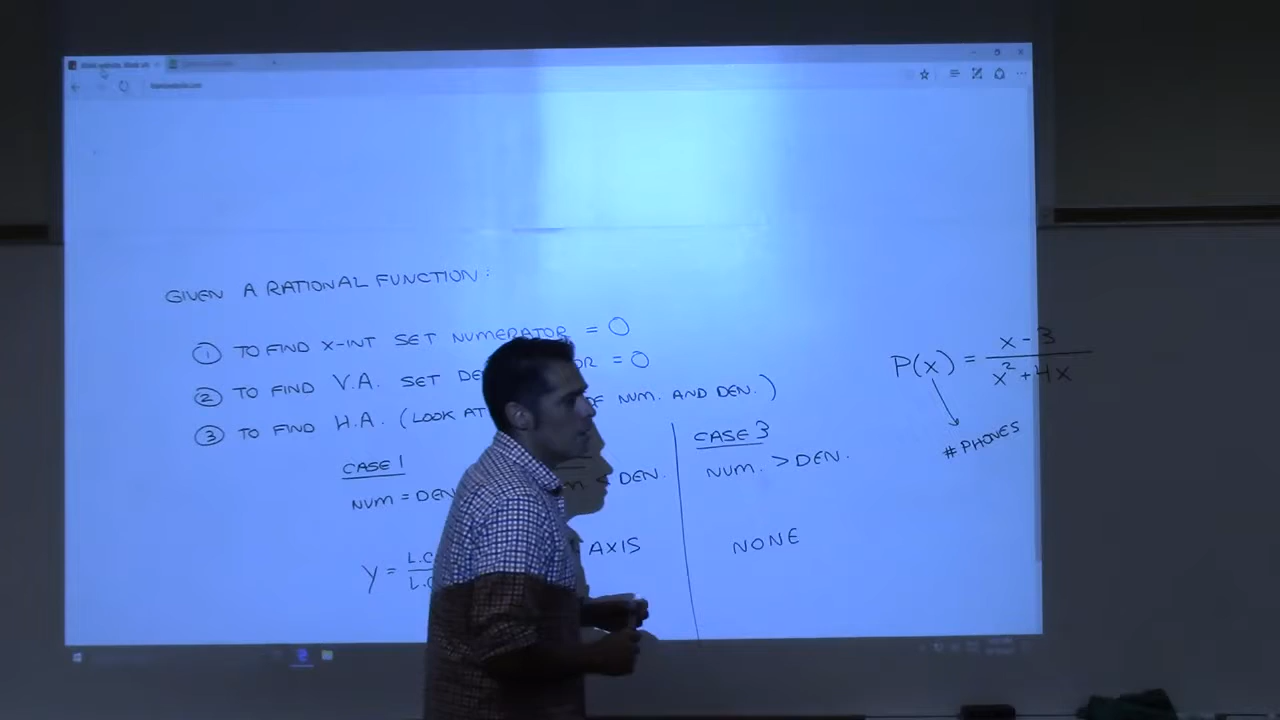 GIVEN A RATIONAL FUNCTION:
① TO FIND X-INT SET NUMERATOR = 0
② TO FIND V.A. SET DE OR = 0
③ TO FIND H.A. (LOOK AT OF NUM. AND DEN.)
CASE 1
NUM = DEN
Y = L.C / L.C
< DEN.
AXIS
CASE 3
NUM. > DEN.
NONE
P(x) = x - 3 / x² + 4x
# PHONES